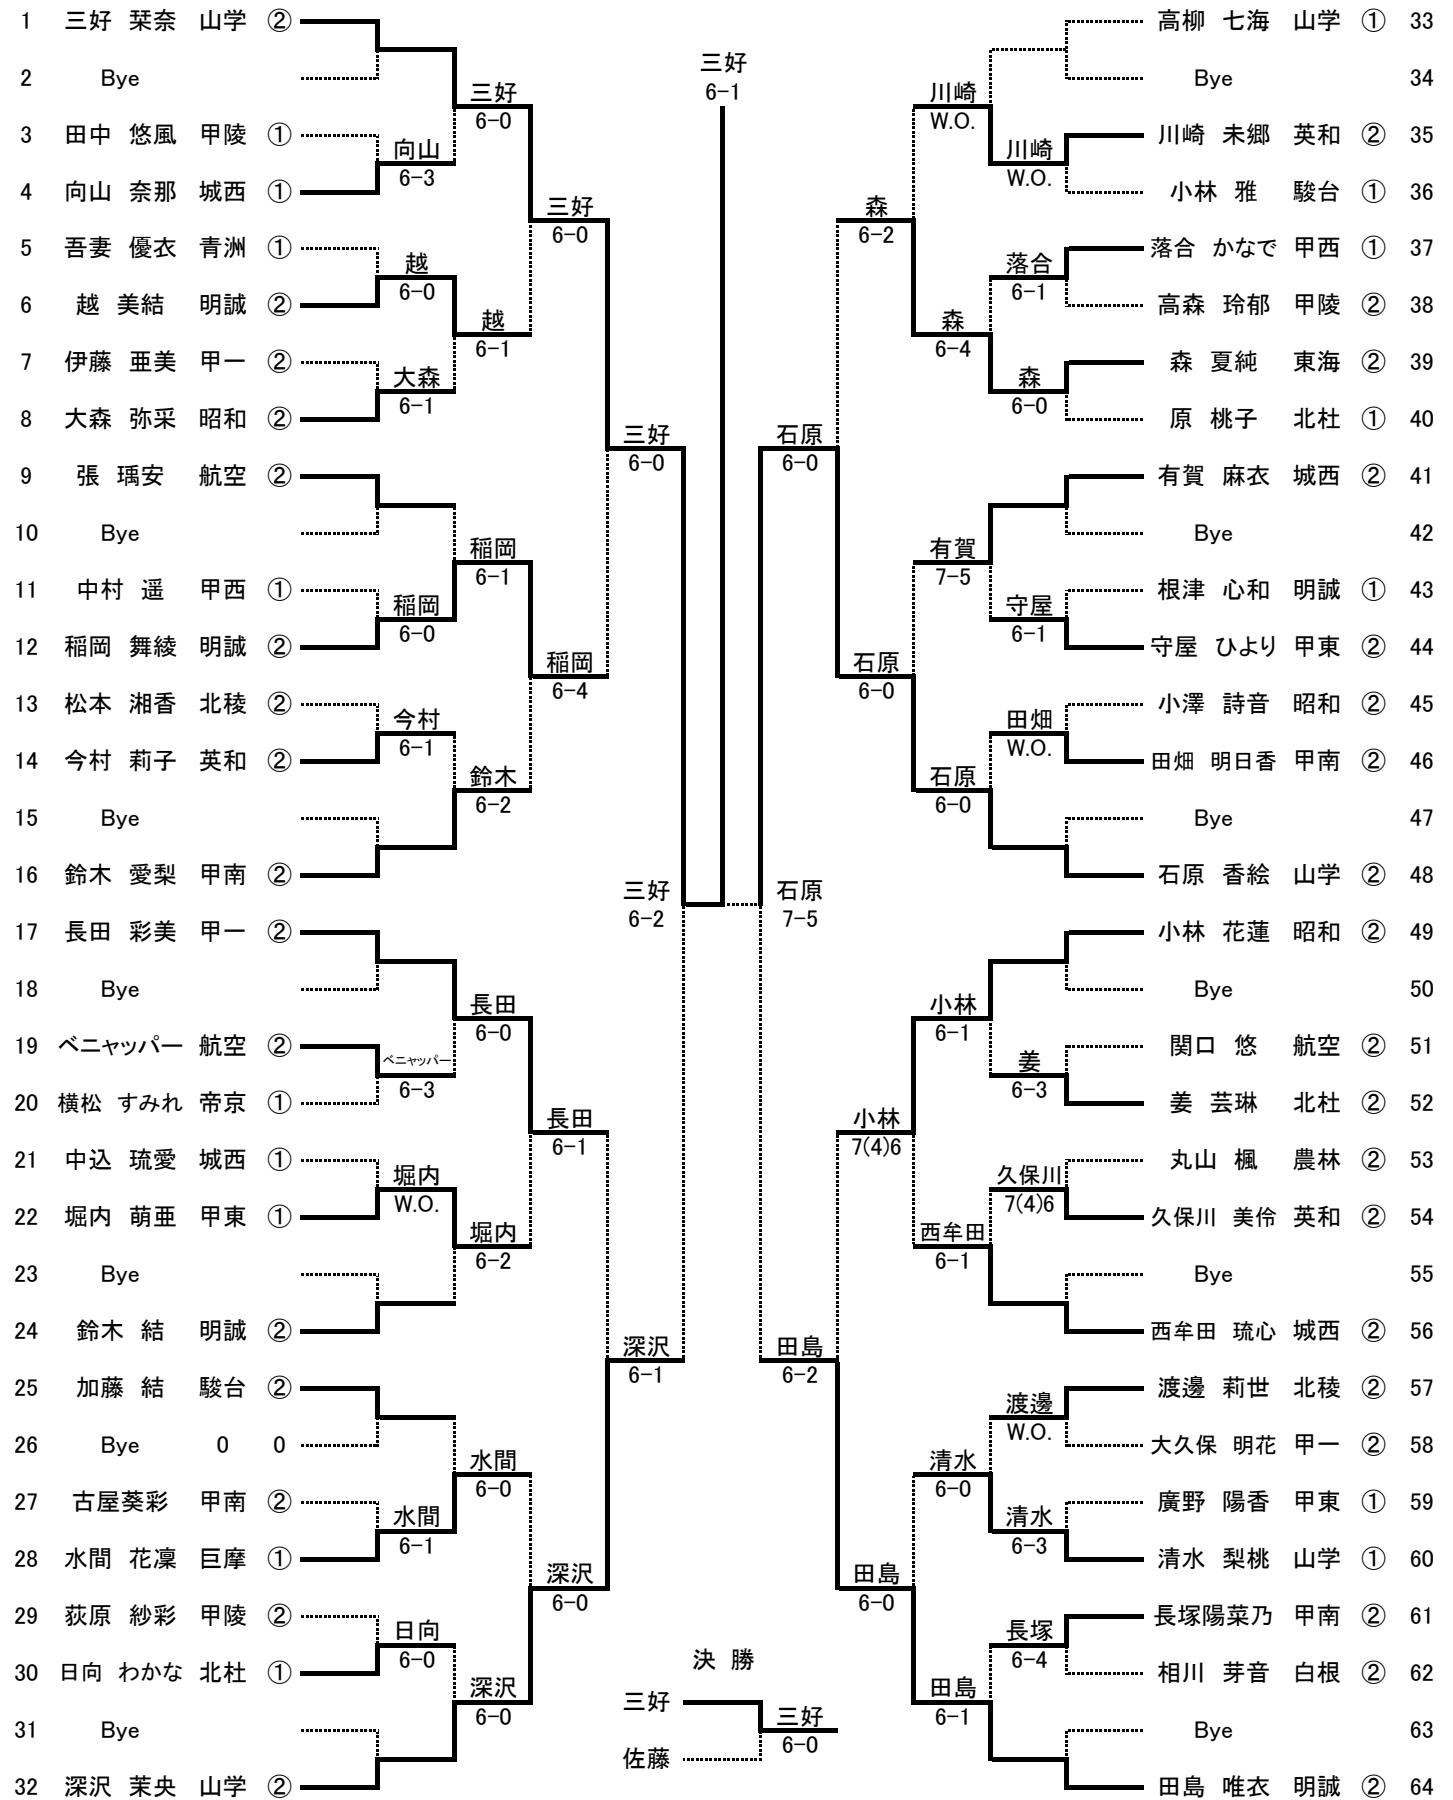 1 三好 栞奈 山学 ②
2 Bye
3 田中 悠風 甲陵 ①
4 向山 奈那 城西 ①
5 吾妻 優衣 青洲 ①
6 越 美結 明誠 ②
7 伊藤 亜美 甲一 ②
8 大森 弥采 昭和 ②
9 張 瑀安 航空 ②
10 Bye
11 中村 遥 甲西 ①
12 稲岡 舞綾 明誠 ②
13 松本 湘香 北稜 ②
14 今村 莉子 英和 ②
15 Bye
16 鈴木 愛梨 甲南 ②
17 長田 彩美 甲一 ②
18 Bye
19 ベニャッパー 航空 ②
20 横松 すみれ 帝京 ①
21 中込 琉愛 城西 ①
22 堀内 萌亜 甲東 ①
23 Bye
24 鈴木 結 明誠 ②
25 加藤 結 駿台 ②
26 Bye 0 0
27 古屋葵彩 甲南 ②
28 水間 花凜 巨摩 ①
29 荻原 紗彩 甲陵 ②
30 日向 わかな 北杜 ①
31 Bye
32 深沢 茉央 山学 ②
向山
6-3
越
6-0
大森
6-1
稲岡
6-0
今村
6-1
ベニャッパー
6-3
堀内
W.O.
水間
6-1
日向
6-0
三好
6-0
越
6-1
稲岡
6-1
鈴木
6-2
長田
6-0
堀内
6-2
水間
6-0
深沢
6-0
三好
6-0
稲岡
6-4
長田
6-1
深沢
6-0
三好
6-0
深沢
6-1
三好
6-2
三好
6-1
石原
7-5
石原
6-0
田島
6-2
森
6-2
石原
6-0
小林
7(4)6
田島
6-0
川崎
W.O.
森
6-4
有賀
7-5
石原
6-0
小林
6-1
西牟田
6-1
清水
6-0
田島
6-1
川崎
W.O.
落合
6-1
森
6-0
守屋
6-1
田畑
W.O.
姜
6-3
久保川
7(4)6
渡邊
W.O.
清水
6-3
長塚
6-4
高柳 七海 山学 ① 33
Bye 34
川崎 未郷 英和 ② 35
小林 雅 駿台 ① 36
落合 かなで 甲西 ① 37
高森 玲郁 甲陵 ② 38
森 夏純 東海 ② 39
原 桃子 北杜 ① 40
有賀 麻衣 城西 ② 41
Bye 42
根津 心和 明誠 ① 43
守屋 ひより 甲東 ② 44
小澤 詩音 昭和 ② 45
田畑 明日香 甲南 ② 46
Bye 47
石原 香絵 山学 ② 48
小林 花蓮 昭和 ② 49
Bye 50
関口 悠 航空 ② 51
姜 芸琳 北杜 ② 52
丸山 楓 農林 ② 53
久保川 美伶 英和 ② 54
Bye 55
西牟田 琉心 城西 ② 56
渡邊 莉世 北稜 ② 57
大久保 明花 甲一 ② 58
廣野 陽香 甲東 ① 59
清水 梨桃 山学 ① 60
長塚陽菜乃 甲南 ② 61
相川 芽音 白根 ② 62
Bye 63
田島 唯衣 明誠 ② 64
決 勝
三好
佐藤
三好
6-0